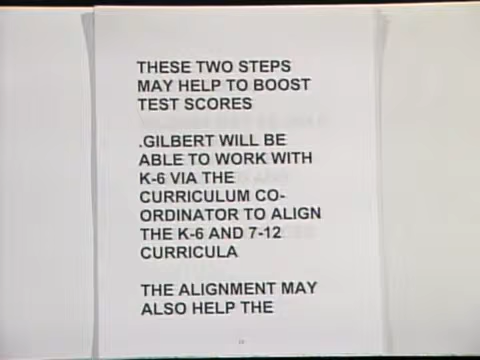 THESE TWO STEPS
MAY HELP TO BOOST
TEST SCORES
.GILBERT WILL BE
ABLE TO WORK WITH
K-6 VIA THE
CURRICULUM CO-
ORDINATOR TO ALIGN
THE K-6 AND 7-12
CURRICULA
THE ALIGNMENT MAY
ALSO HELP THE